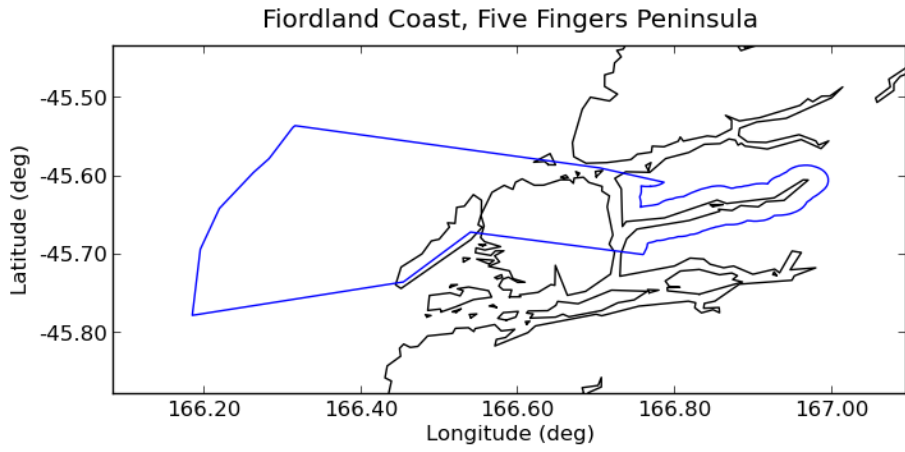 Fiordland Coast, Five Fingers Peninsula
Latitude (deg)
-45.50
-45.60
-45.70
-45.80
166.20 166.40 166.60 166.80 167.00
Longitude (deg)